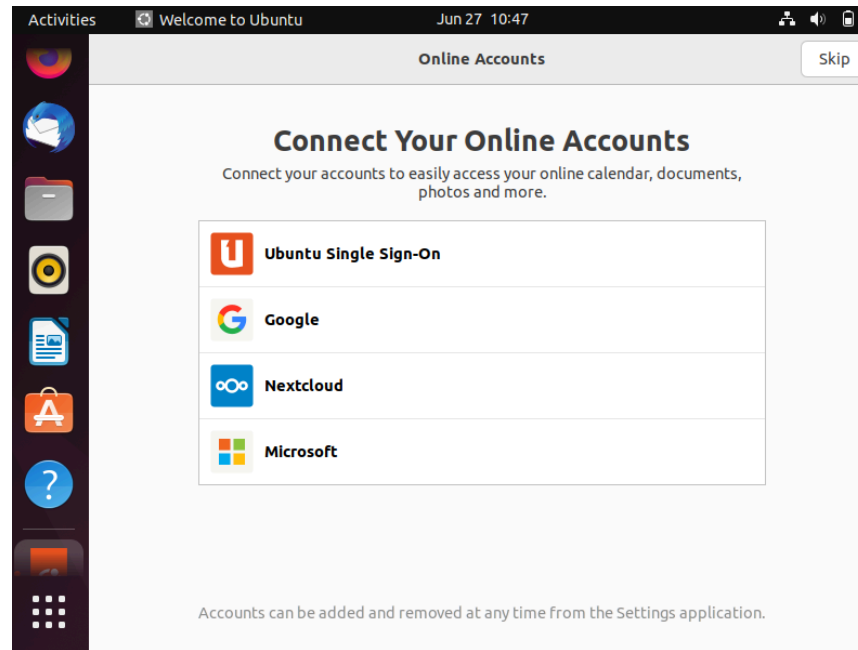 Activities Welcome to Ubuntu Jun 27 10:47
Online Accounts Skip
Connect Your Online Accounts
Connect your accounts to easily access your online calendar, documents,
photos and more.
Ubuntu Single Sign-On
Google
Nextcloud
Microsoft
Accounts can be added and removed at any time from the Settings application.